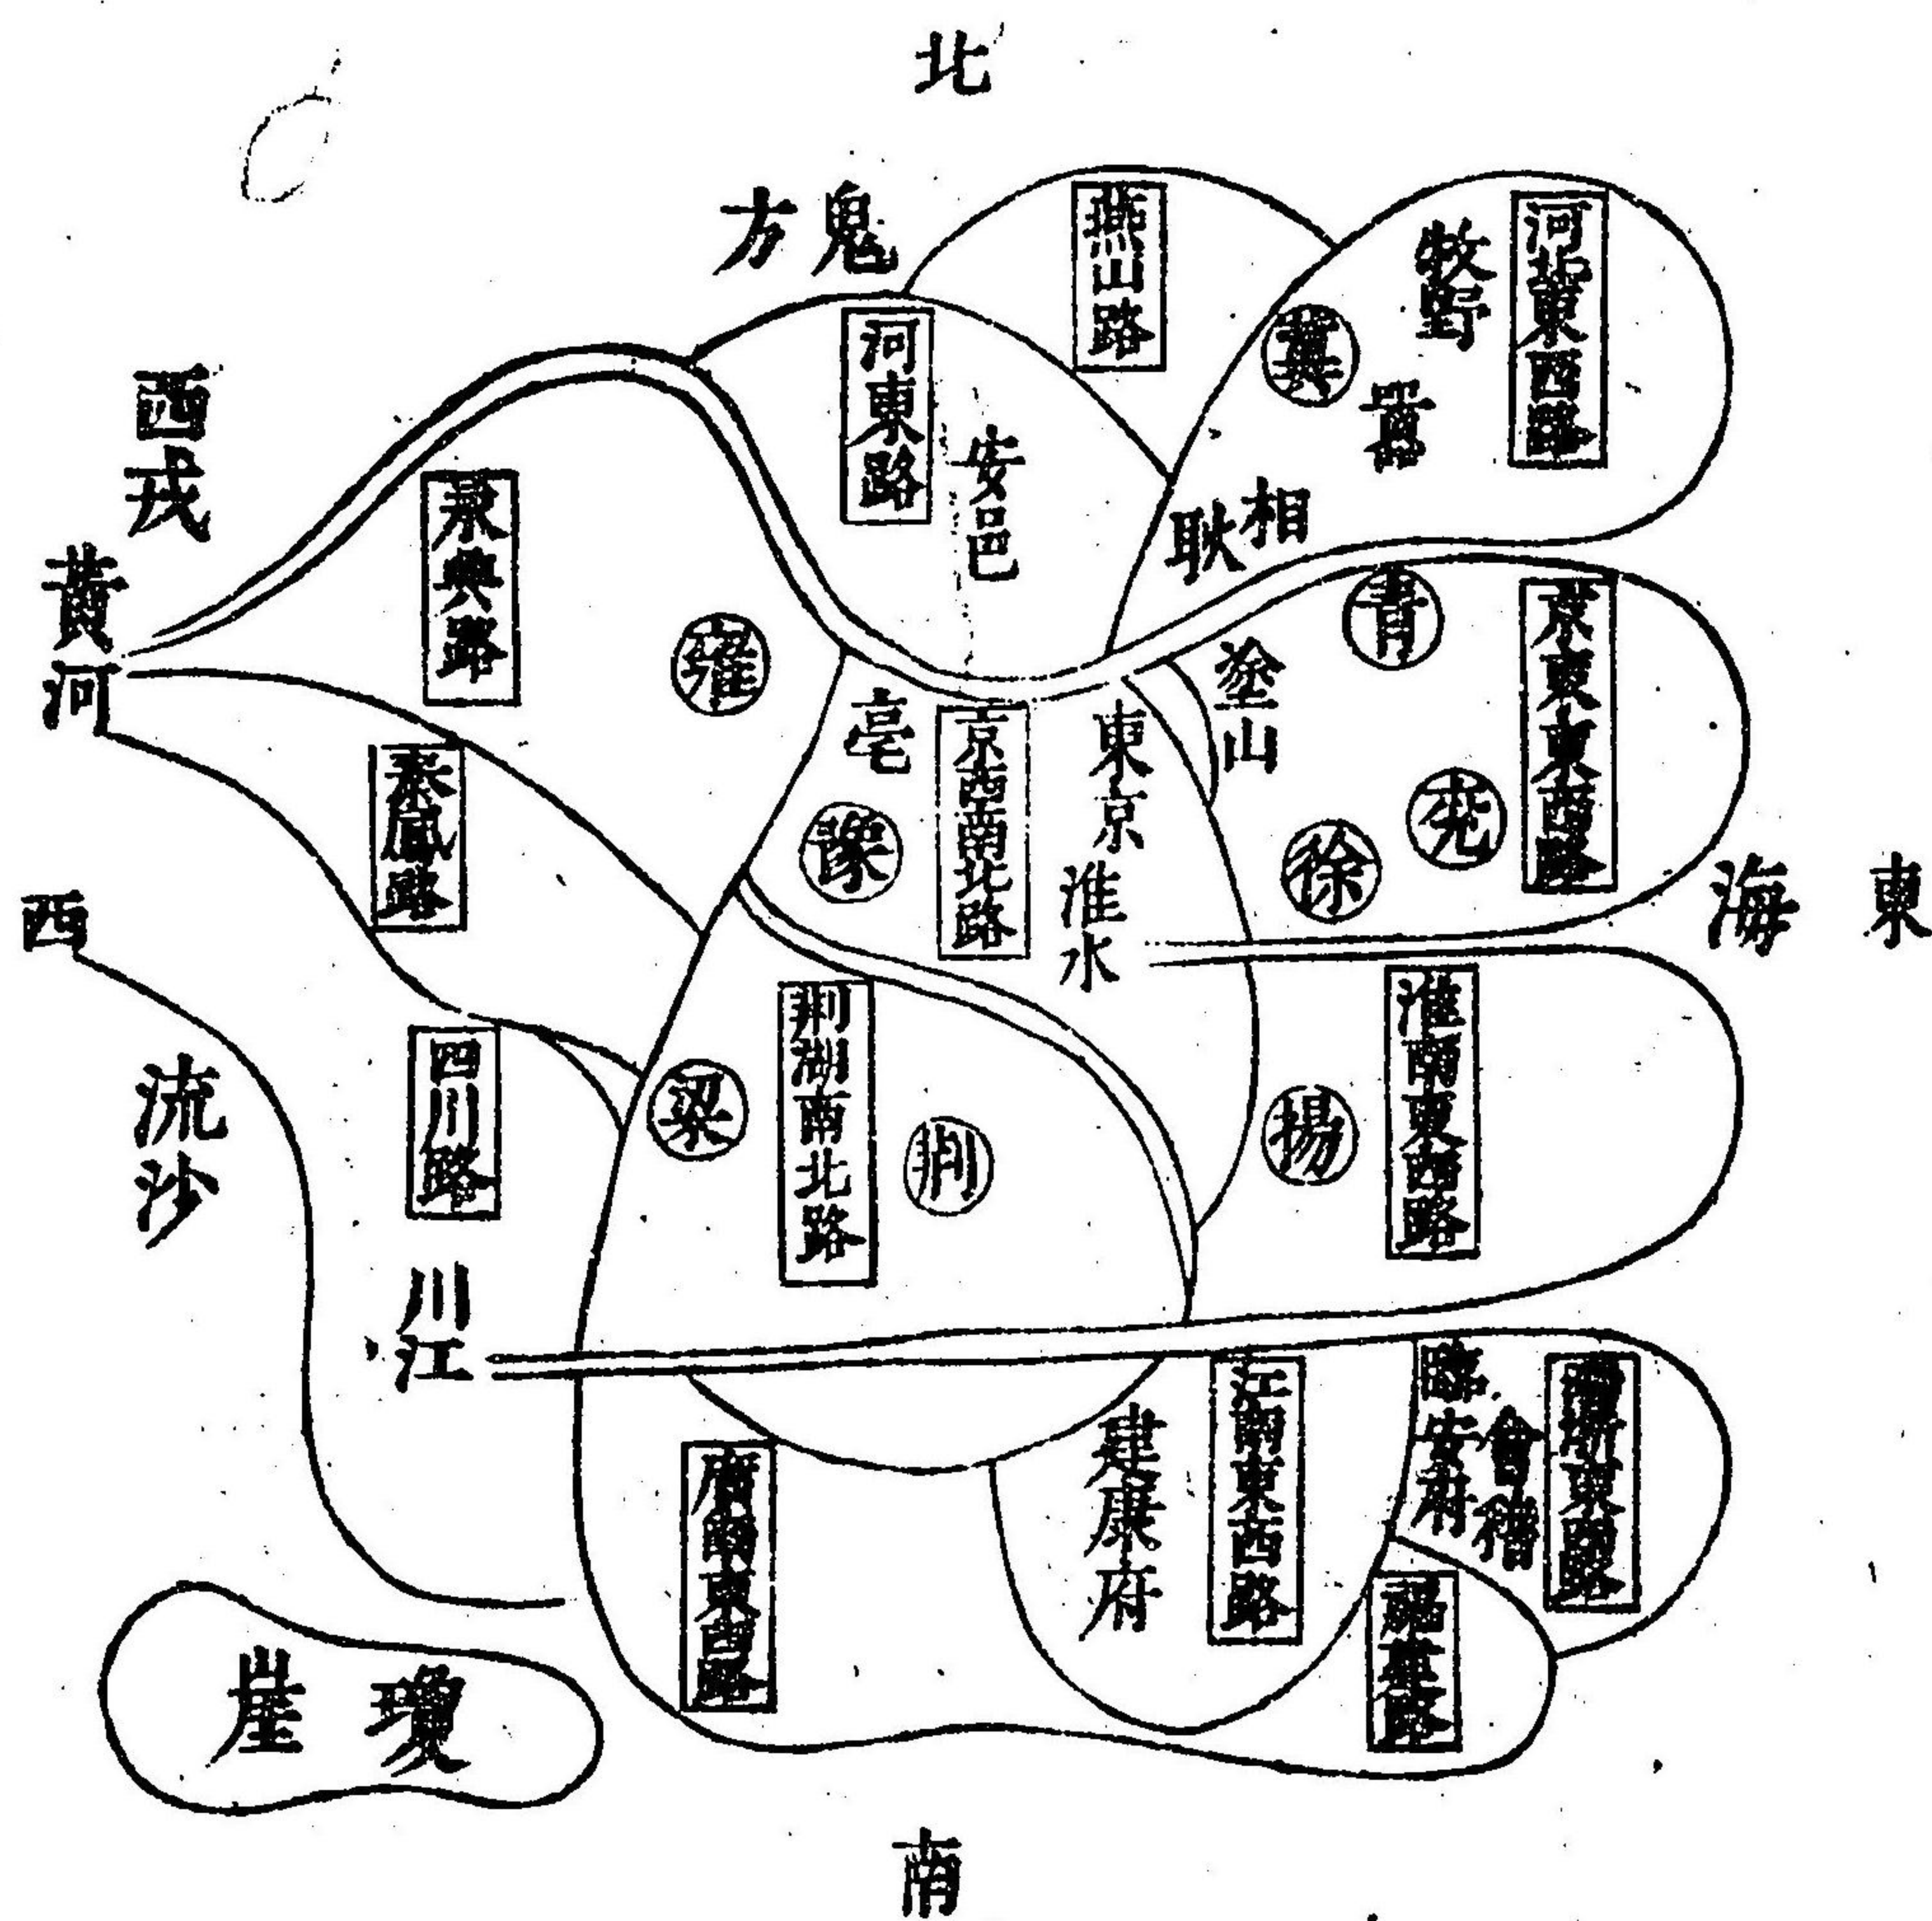 北
鬼方
燕山路
河北東西路
牧野
冀
囂
相
耿
河東路
安邑
西戎
黃河
永興路
雍
秦鳳路
青
京東東西路
塗山
兗
徐
東京
京西南北路
亳
豫
淮水
東
海
西
流沙
淮南東西路
揚
荆湖南北路
荆
梁
四川路
川江
臨安府
會稽
兩浙東西路
江南東西路
建康府
福建路
廣南東西路
瓊崖
南